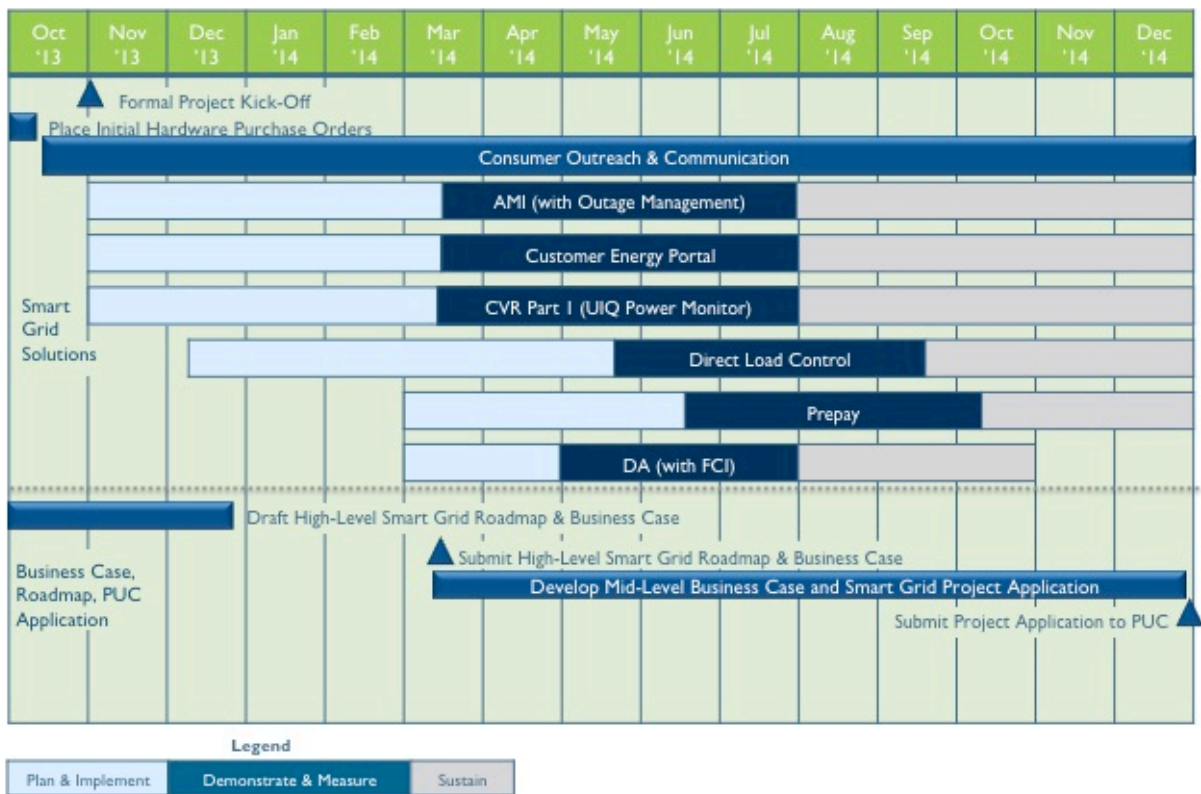 Oct Nov Dec Jan Feb Mar Apr May Jun Jul Aug Sep Oct Nov Dec
'13 '13 '13 '14 '14 '14 '14 '14 '14 '14 '14 '14 '14 '14 '14
Formal Project Kick-Off
Place Initial Hardware Purchase Orders
Consumer Outreach & Communication
AMI (with Outage Management)
Customer Energy Portal
CVR Part 1 (UIQ Power Monitor)
Smart
Grid
Solutions
Direct Load Control
Prepay
DA (with FCI)
Draft High-Level Smart Grid Roadmap & Business Case
Submit High-Level Smart Grid Roadmap & Business Case
Business Case,
Roadmap, PUC
Application
Develop Mid-Level Business Case and Smart Grid Project Application
Submit Project Application to PUC
Legend
Plan & Implement
Demonstrate & Measure
Sustain